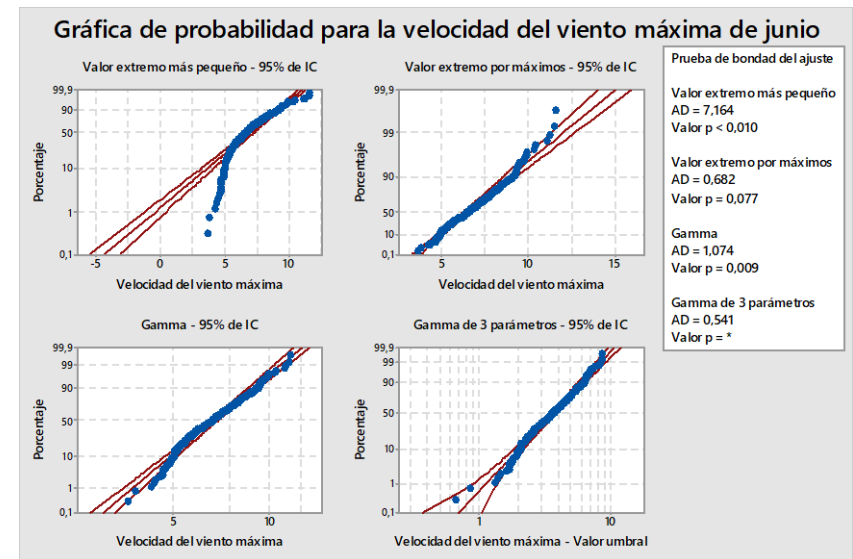 Gráfica de probabilidad para la velocidad del viento máxima de junio
Valor extremo más pequeño - 95% de IC
99,9
90
50
10
1
0,1
Porcentaje
-5 0 5 10
Velocidad del viento máxima
Valor extremo por máximos - 95% de IC
99,9
99
90
50
10
0,1
Porcentaje
5 10 15
Velocidad del viento máxima
Gamma - 95% de IC
99,9
99
90
50
10
1
0,1
Porcentaje
5 10
Velocidad del viento máxima
Gamma de 3 parámetros - 95% de IC
99,9
99
90
50
10
1
0,1
Porcentaje
1 10
Velocidad del viento máxima - Valor umbral
Prueba de bondad del ajuste
Valor extremo más pequeño
AD = 7,164
Valor p < 0,010
Valor extremo por máximos
AD = 0,682
Valor p = 0,077
Gamma
AD = 1,074
Valor p = 0,009
Gamma de 3 parámetros
AD = 0,541
Valor p = *